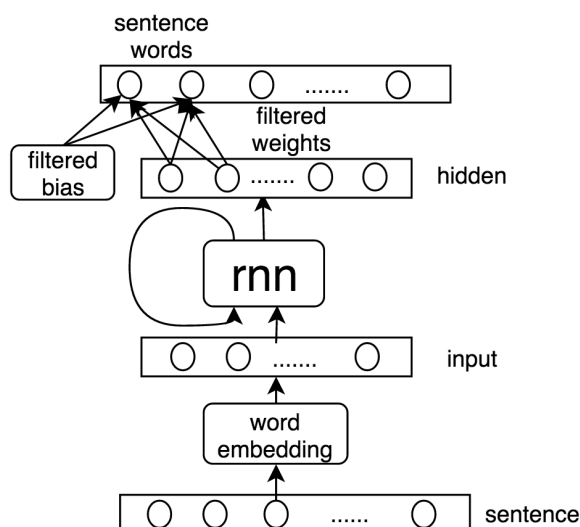 sentence
words
.......
filtered
weights
filtered
bias
.......
hidden
rnn
.......
input
word
embedding
......
sentence